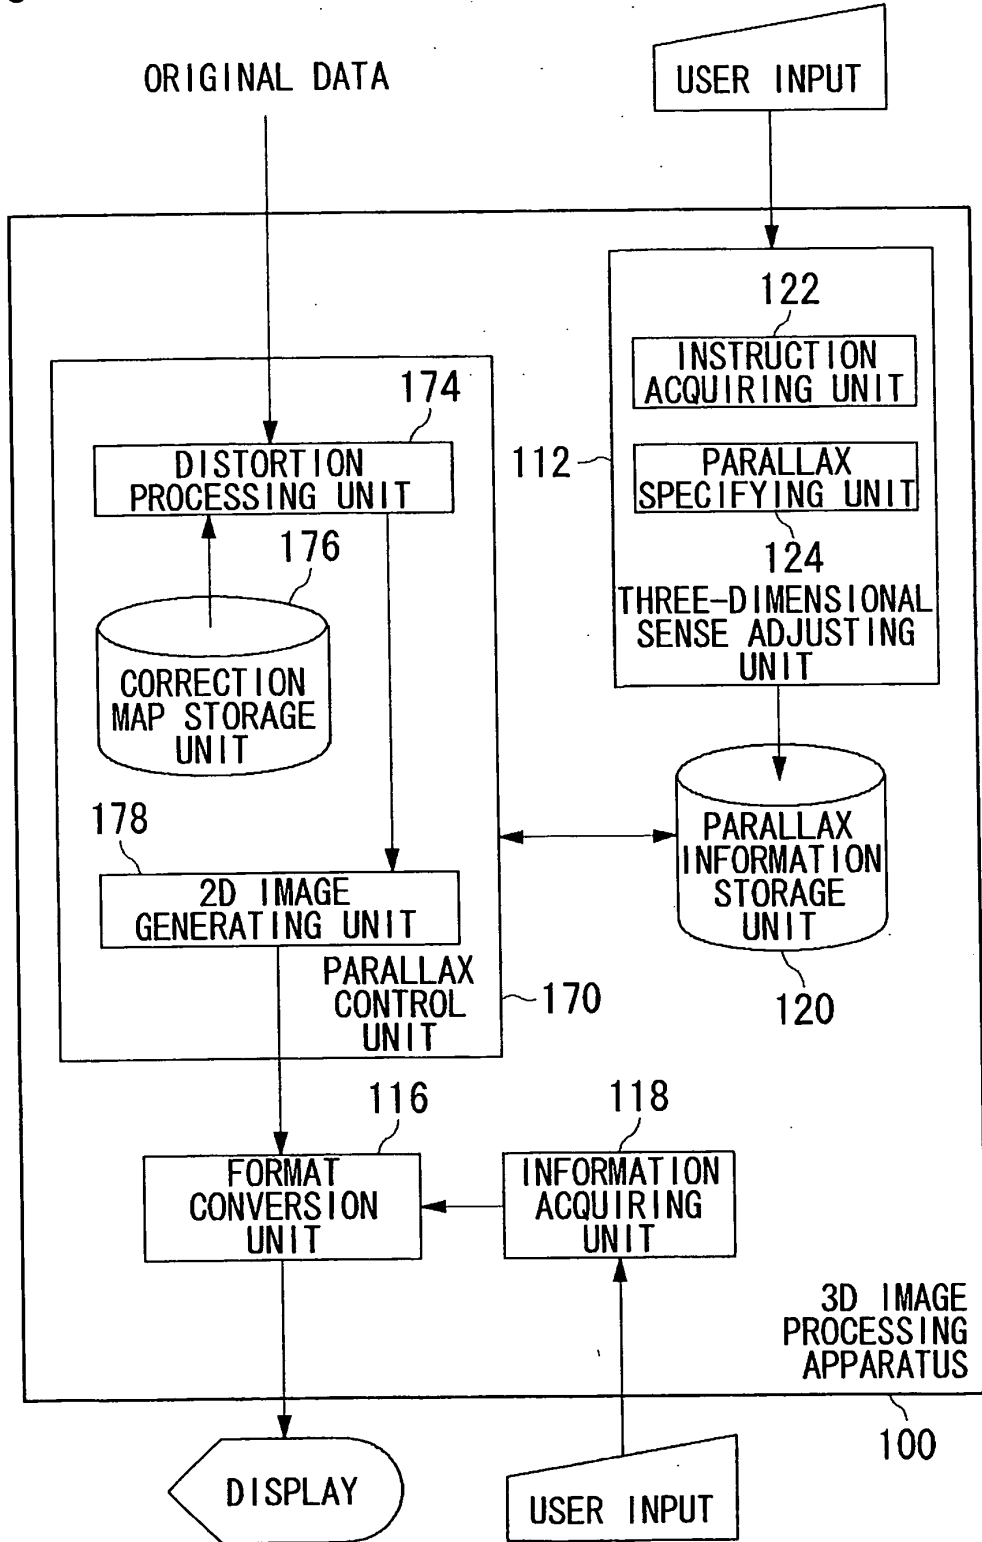 ORIGINAL DATA
USER INPUT
122
INSTRUCTION
ACQUIRING UNIT
174
112
DISTORTION
PROCESSING UNIT
PARALLAX
SPECIFYING UNIT
124
176
THREE-DIMENSIONAL
SENSE ADJUSTING
UNIT
CORRECTION
MAP STORAGE
UNIT
178
PARALLAX
INFORMATION
STORAGE
UNIT
2D IMAGE
GENERATING UNIT
PARALLAX
CONTROL
UNIT
170
120
116
118
FORMAT
CONVERSION
UNIT
INFORMATION
ACQUIRING
UNIT
3D IMAGE
PROCESSING
APPARATUS
100
DISPLAY
USER INPUT